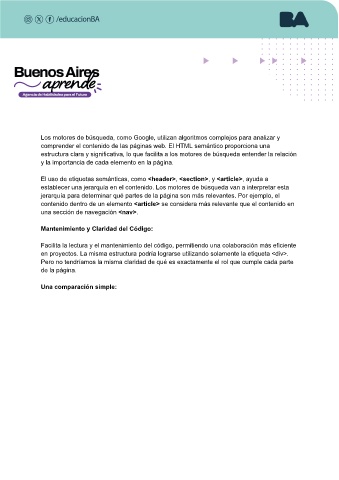 /educacionBA
BA
Buenos Aires
aprende
Agencia de Habilidades para el Futuro
Los motores de búsqueda, como Google, utilizan algoritmos complejos para analizar y
comprender el contenido de las páginas web. El HTML semántico proporciona una
estructura clara y significativa, lo que facilita a los motores de búsqueda entender la relación
y la importancia de cada elemento en la página.
El uso de etiquetas semánticas, como <header>, <section>, y <article>, ayuda a
establecer una jerarquía en el contenido. Los motores de búsqueda van a interpretar esta
jerarquía para determinar qué partes de la página son más relevantes. Por ejemplo, el
contenido dentro de un elemento <article> se considera más relevante que el contenido en
una sección de navegación <nav>.
Mantenimiento y Claridad del Código:
Facilita la lectura y el mantenimiento del código, permitiendo una colaboración más eficiente
en proyectos. La misma estructura podría lograrse utilizando solamente la etiqueta <div>.
Pero no tendríamos la misma claridad de qué es exactamente el rol que cumple cada parte
de la página.
Una comparación simple: